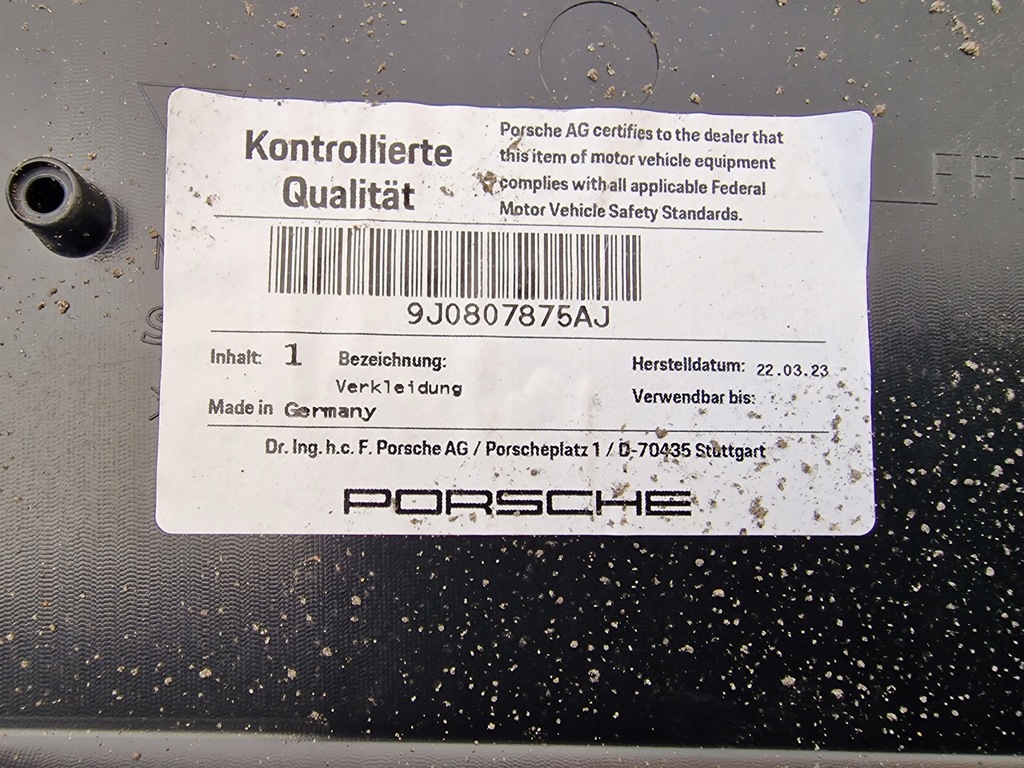 Kontrollierte
Qualität
Porsche AG certifies to the dealer that
this item of motor vehicle equipment
complies with all applicable Federal
Motor Vehicle Safety Standards.
9J0807875AJ
Inhalt: 1 Bezeichnung:
Verkleidung
Made in Germany
Herstelldatum: 22.03.23
Verwendbar bis:
Dr. Ing. h.c. F. Porsche AG / Porscheplatz 1 / D-70435 Stuttgart
PORSCHE